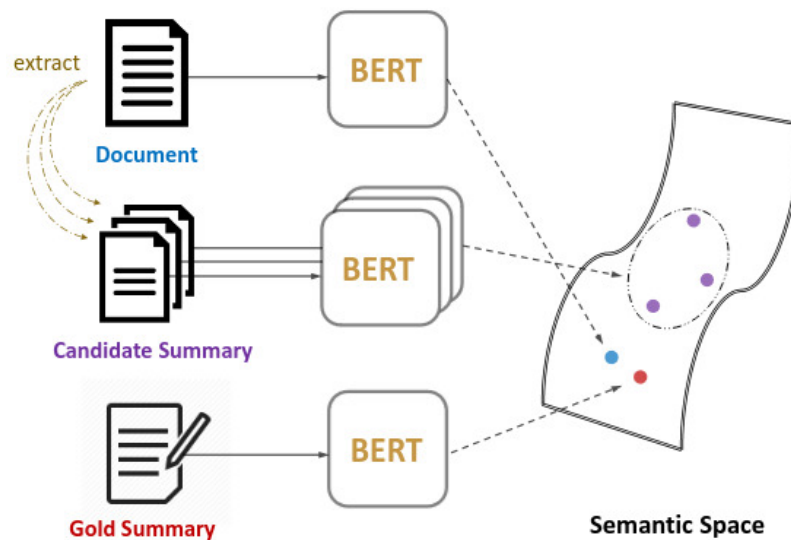 extract
BERT
Document
BERT
Candidate Summary
BERT
Gold Summary
Semantic Space